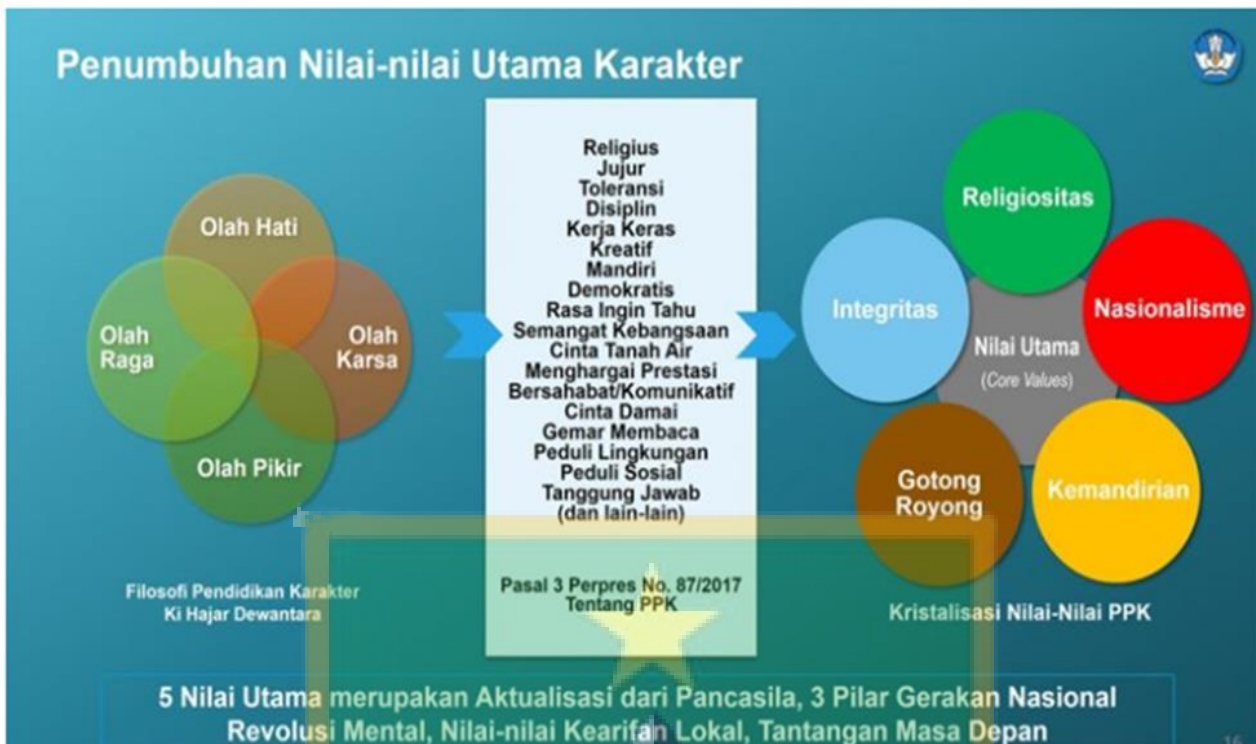 Penumbuhan Nilai-nilai Utama Karakter
Olah Hati
Olah
Raga
Olah
Karsa
Olah Pikir
Filosofi Pendidikan Karakter
Ki Hajar Dewantara
Religius
Jujur
Toleransi
Disiplin
Kerja Keras
Kreatif
Mandiri
Demokratis
Rasa Ingin Tahu
Semangat Kebangsaan
Cinta Tanah Air
Menghargai Prestasi
Bersahabat/Komunikatif
Cinta Damai
Gemar Membaca
Peduli Lingkungan
Peduli Sosial
Tanggung Jawab
(dan lain-lain)
Pasal 3 Perpres No. 87/2017
Tentang PPK
Religiositas
Integritas
Nasionalisme
Nilai Utama
(Core Values)
Gotong
Royong
Kemandirian
Kristalisasi Nilai-Nilai PPK
5 Nilai Utama merupakan Aktualisasi dari Pancasila, 3 Pilar Gerakan Nasional
Revolusi Mental, Nilai-nilai Kearifan Lokal, Tantangan Masa Depan
16